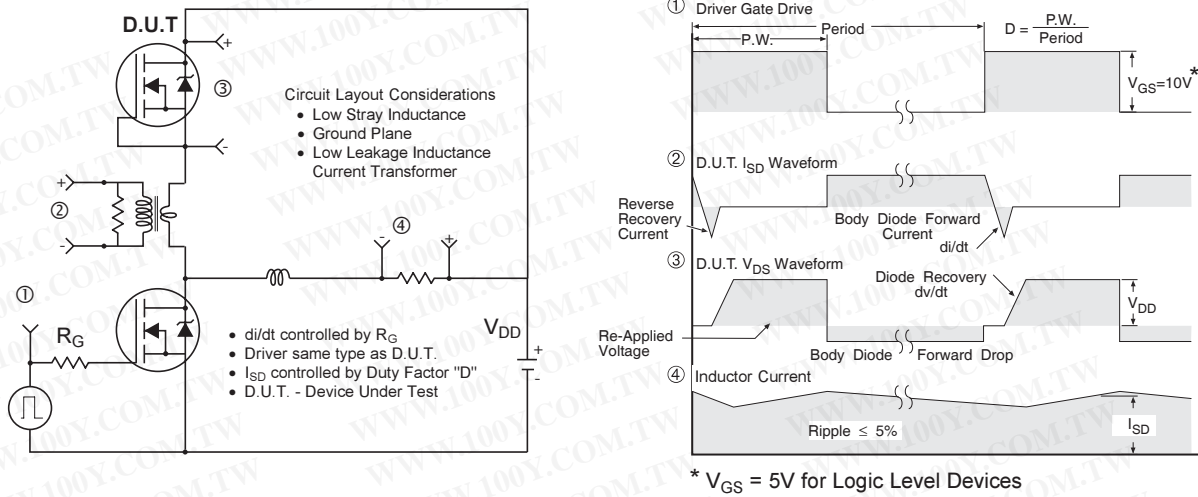 D.U.T
+
③
-
Circuit Layout Considerations
• Low Stray Inductance
• Ground Plane
• Low Leakage Inductance
Current Transformer
+
②
-
④
- +
①
R_G
V_DD
+
-
• di/dt controlled by R_G
• Driver same type as D.U.T.
• I_SD controlled by Duty Factor "D"
• D.U.T. - Device Under Test
① Driver Gate Drive
P.W.
Period
D = P.W. / Period
V_GS=10V*
② D.U.T. I_SD Waveform
Reverse
Recovery
Current
Body Diode Forward
Current
di/dt
③ D.U.T. V_DS Waveform
Diode Recovery
dv/dt
V_DD
Re-Applied
Voltage
Body Diode Forward Drop
④ Inductor Current
Ripple ≤ 5%
I_SD
* V_GS = 5V for Logic Level Devices
WWW.100Y.COM.TW